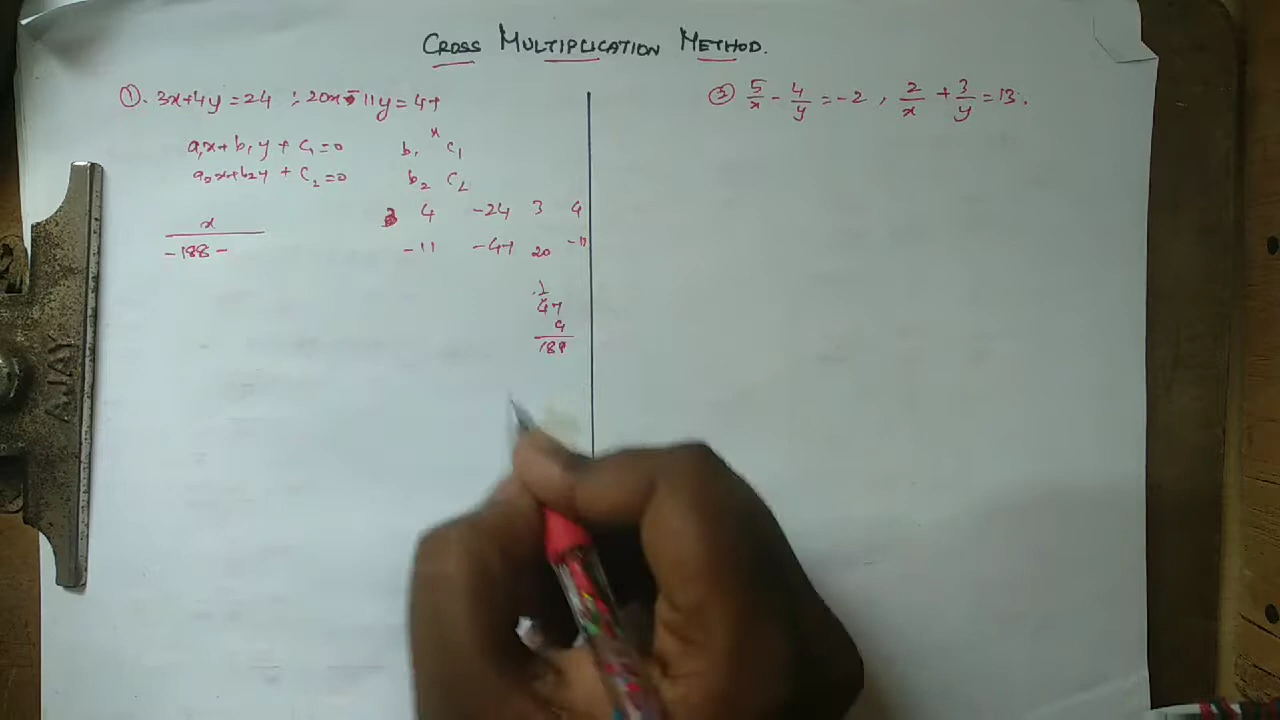 CROSS MULTIPLICATION METHOD.
①. 3x+4y=24 ; 20x-11y=47
a₁x+b₁y+c₁=0
a₂x+b₂y+c₂=0
x
b₁ c₁
b₂ c₂
4 -24 3 4
-11 -47 20 -11
x
-188-
47
4
188
② 5/x - 4/y = -2 , 2/x + 3/y = 13.
AJAY